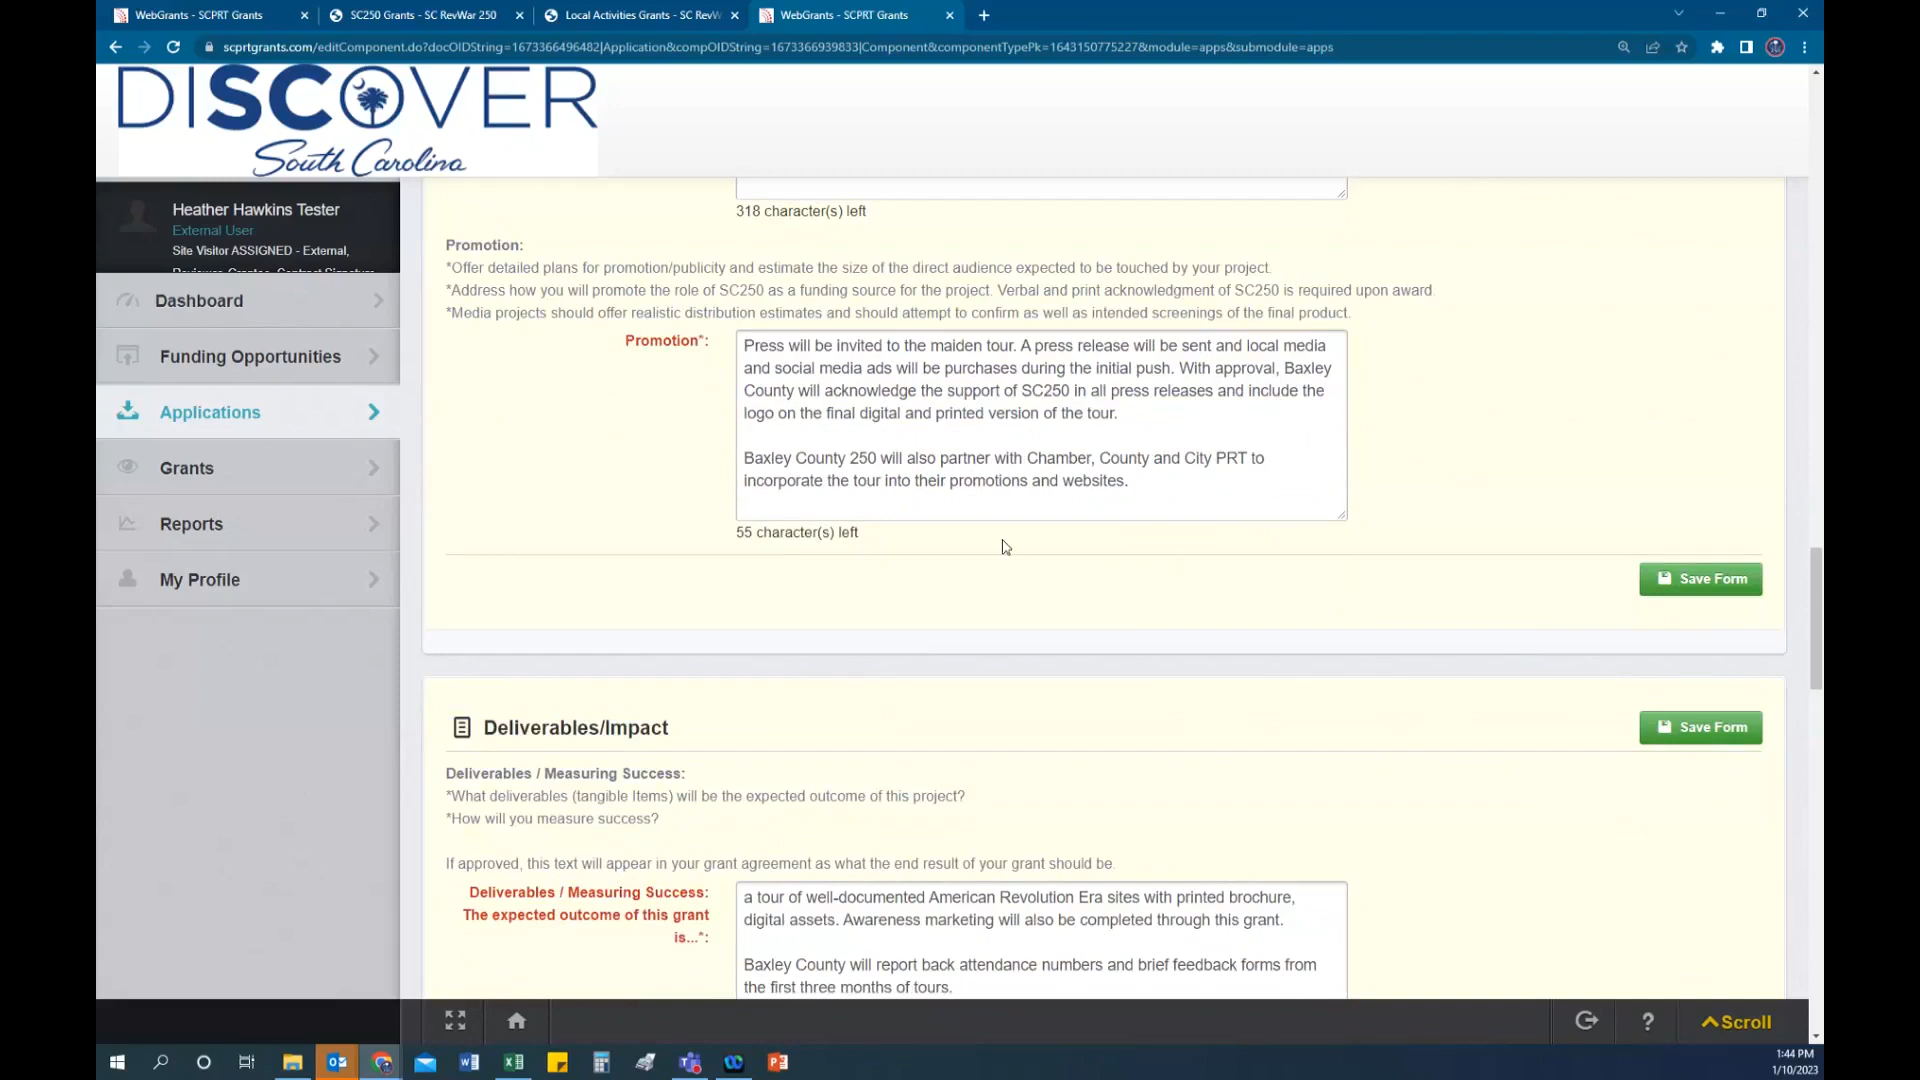 WebGrants - SCPRT Grants
SC250 Grants - SC RevWar 250
Local Activities Grants - SC RevW
WebGrants - SCPRT Grants
scprtgrants.com/editComponent.do?docOIDString=1673366496482|Application&compOIDString=1673366939833|Component&componentTypePk=1643150775227&module=apps&submodule=apps
DISCOVER
South Carolina
Heather Hawkins Tester
External User
Site Visitor ASSIGNED - External,
Reviewer, Grantee, Contract Signature
Dashboard
Funding Opportunities
Applications
Grants
Reports
My Profile
318 character(s) left
Promotion:
*Offer detailed plans for promotion/publicity and estimate the size of the direct audience expected to be touched by your project.
*Address how you will promote the role of SC250 as a funding source for the project. Verbal and print acknowledgment of SC250 is required upon award.
*Media projects should offer realistic distribution estimates and should attempt to confirm as well as intended screenings of the final product.
Promotion*:
Press will be invited to the maiden tour. A press release will be sent and local media
and social media ads will be purchases during the initial push. With approval, Baxley
County will acknowledge the support of SC250 in all press releases and include the
logo on the final digital and printed version of the tour.
Baxley County 250 will also partner with Chamber, County and City PRT to
incorporate the tour into their promotions and websites.
55 character(s) left
Save Form
Deliverables/Impact
Save Form
Deliverables / Measuring Success:
*What deliverables (tangible Items) will be the expected outcome of this project?
*How will you measure success?
If approved, this text will appear in your grant agreement as what the end result of your grant should be.
Deliverables / Measuring Success:
The expected outcome of this grant
is...*:
a tour of well-documented American Revolution Era sites with printed brochure,
digital assets. Awareness marketing will also be completed through this grant.
Baxley County will report back attendance numbers and brief feedback forms from
the first three months of tours.
Scroll
1:44 PM
1/10/2023